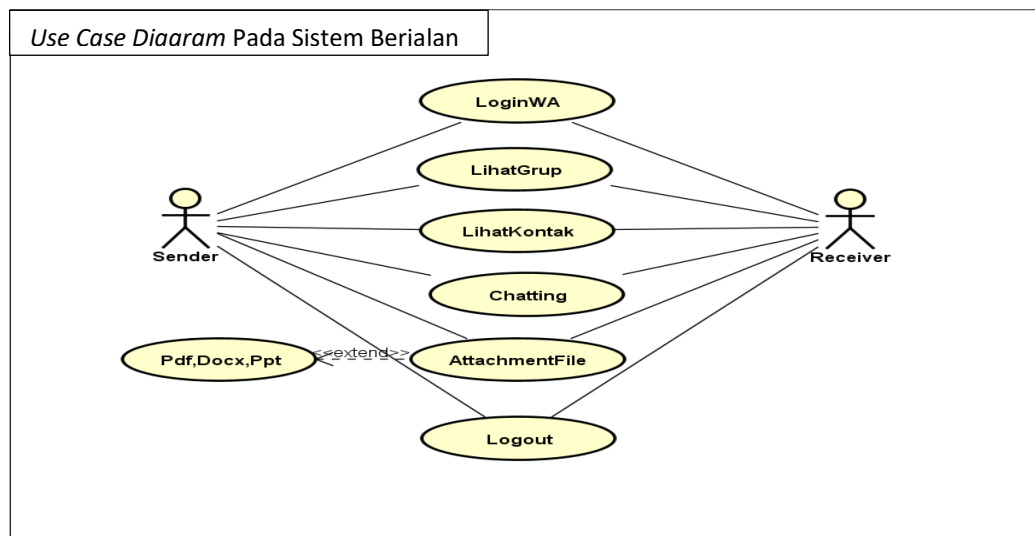 Use Case Diagram Pada Sistem Berjalan
LoginWA
LihatGrup
LihatKontak
Sender
Receiver
Chatting
Pdf,Docx,Ppt
<<extend>>
AttachmentFile
Logout